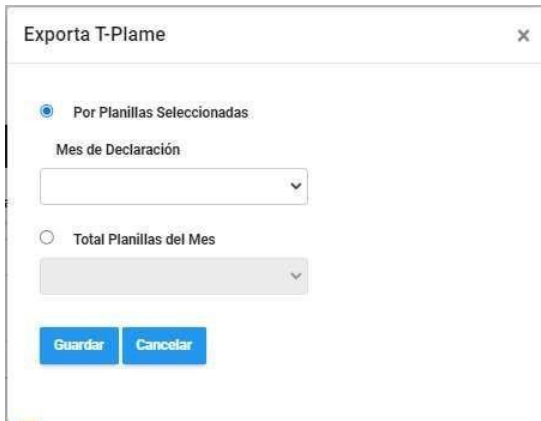 Exporta T-Plame ×
Por Planillas Seleccionadas
Mes de Declaración
Total Planillas del Mes
Guardar Cancelar